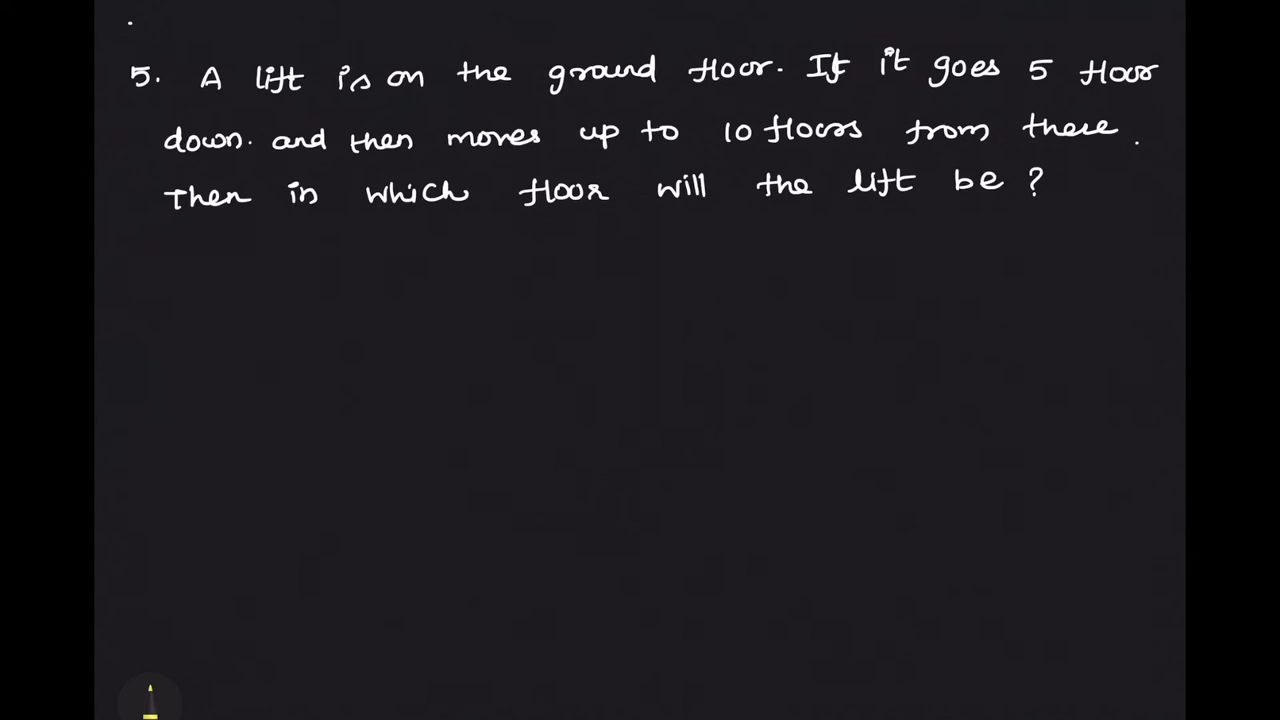 5. A lift is on the ground floor. If it goes 5 floor
down. and then moves up to 10 floors from there.
Then in which floor will the lift be ?